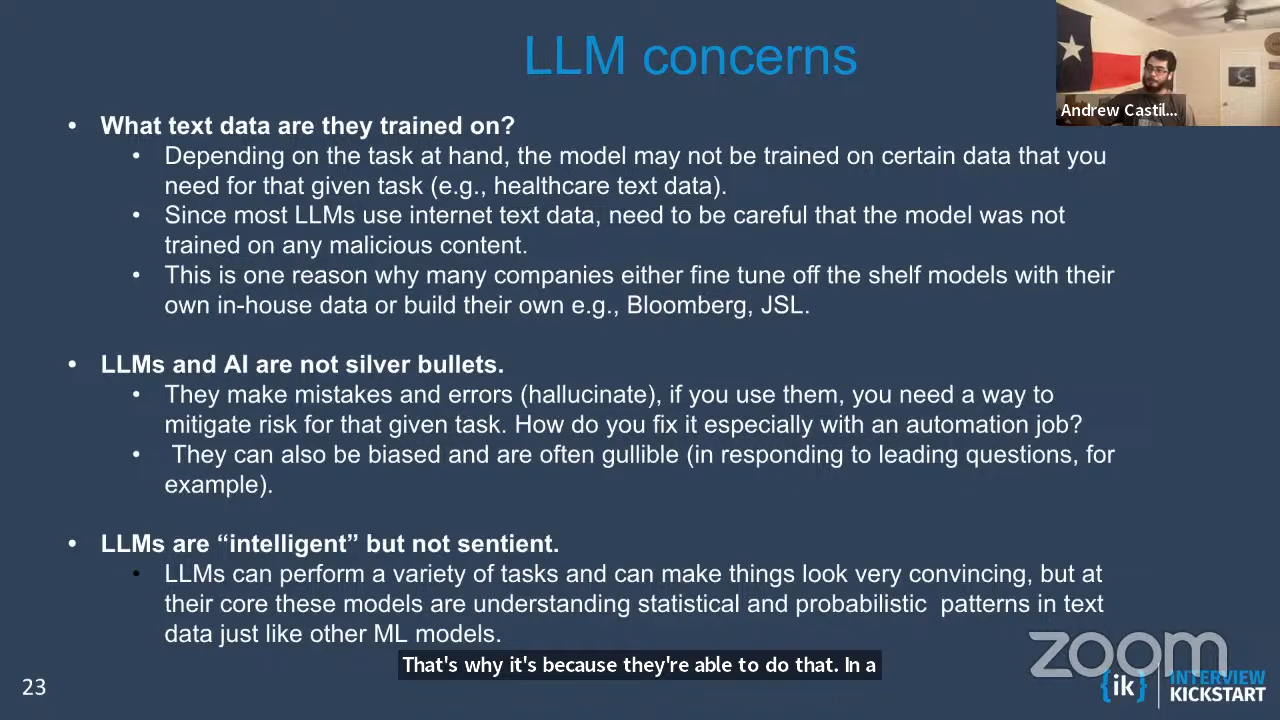 LLM concerns
Andrew Castil...
• What text data are they trained on?
• Depending on the task at hand, the model may not be trained on certain data that you
need for that given task (e.g., healthcare text data).
• Since most LLMs use internet text data, need to be careful that the model was not
trained on any malicious content.
• This is one reason why many companies either fine tune off the shelf models with their
own in-house data or build their own e.g., Bloomberg, JSL.
• LLMs and AI are not silver bullets.
• They make mistakes and errors (hallucinate), if you use them, you need a way to
mitigate risk for that given task. How do you fix it especially with an automation job?
• They can also be biased and are often gullible (in responding to leading questions, for
example).
• LLMs are “intelligent” but not sentient.
• LLMs can perform a variety of tasks and can make things look very convincing, but at
their core these models are understanding statistical and probabilistic patterns in text
data just like other ML models.
That's why it's because they're able to do that. In a
zoom
23
{ik} INTERVIEW
KICKSTART